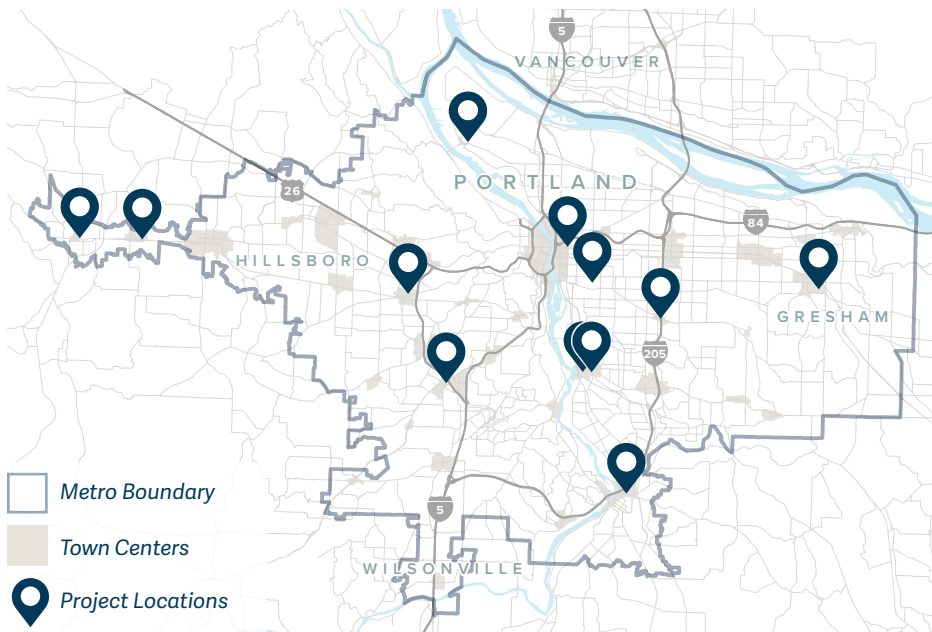 5
VANCOUVER
PORTLAND
26
84
HILLSBORO
GRESHAM
205
Metro Boundary
5
Town Centers
WILSONVILLE
Project Locations